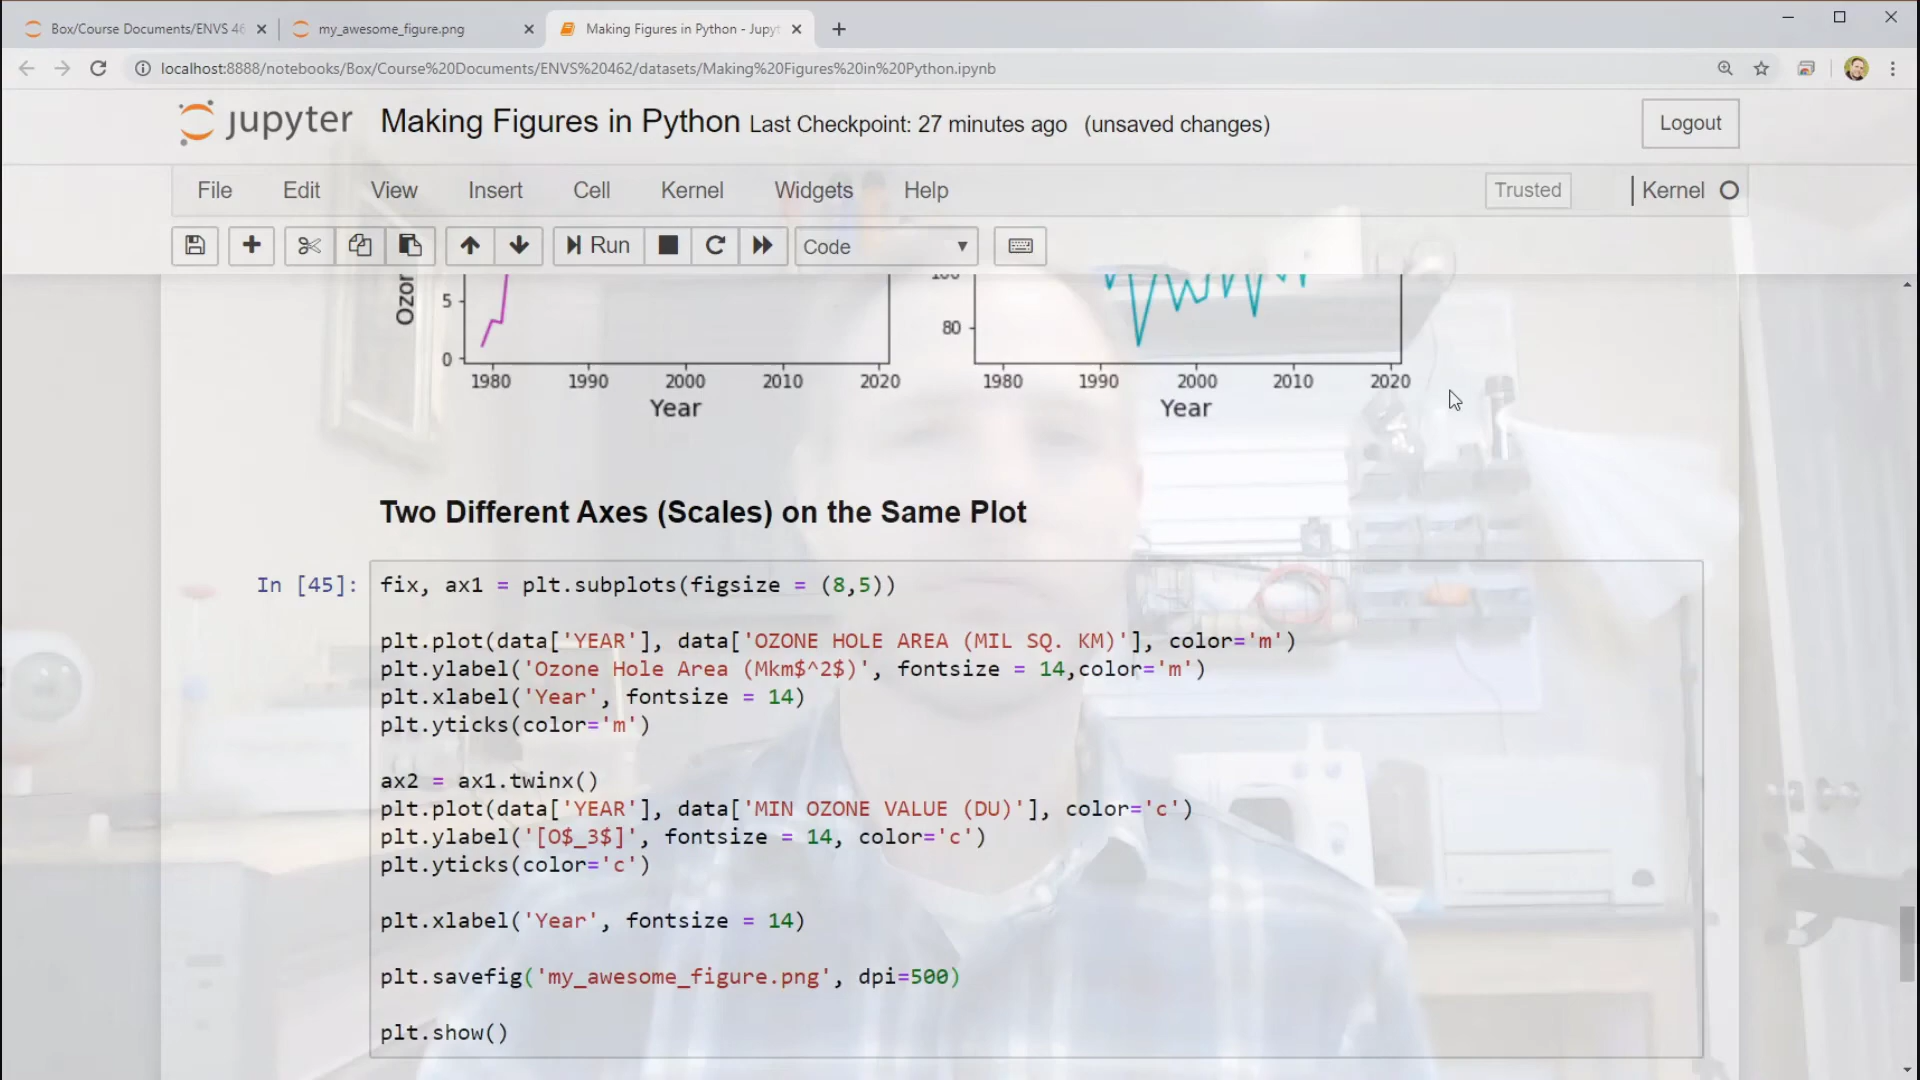 Box/Course Documents/ENVS 46
my_awesome_figure.png
Making Figures in Python - Jupyt
localhost:8888/notebooks/Box/Course%20Documents/ENVS%20462/datasets/Making%20Figures%20in%20Python.ipynb
jupyter Making Figures in Python Last Checkpoint: 27 minutes ago (unsaved changes)
Logout
File Edit View Insert Cell Kernel Widgets Help
Trusted
Kernel
Run
Code
Ozon
5
0
1980 1990 2000 2010 2020
Year
100
80
1980 1990 2000 2010 2020
Year
Two Different Axes (Scales) on the Same Plot
In [45]:
fix, ax1 = plt.subplots(figsize = (8,5))
plt.plot(data['YEAR'], data['OZONE HOLE AREA (MIL SQ. KM)'], color='m')
plt.ylabel('Ozone Hole Area (Mkm$^2$)', fontsize = 14,color='m')
plt.xlabel('Year', fontsize = 14)
plt.yticks(color='m')
ax2 = ax1.twinx()
plt.plot(data['YEAR'], data['MIN OZONE VALUE (DU)'], color='c')
plt.ylabel('[O$_3$]', fontsize = 14, color='c')
plt.yticks(color='c')
plt.xlabel('Year', fontsize = 14)
plt.savefig('my_awesome_figure.png', dpi=500)
plt.show()